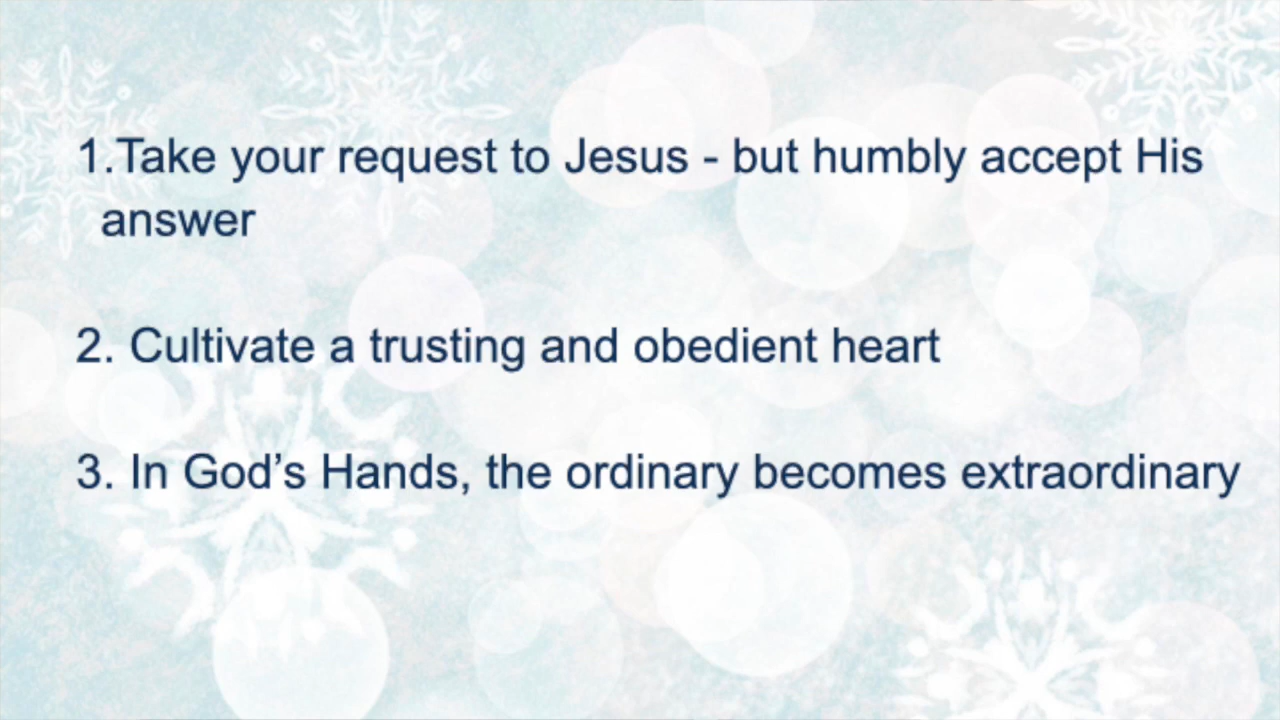 1.Take your request to Jesus - but humbly accept His
answer
2. Cultivate a trusting and obedient heart
3. In God’s Hands, the ordinary becomes extraordinary